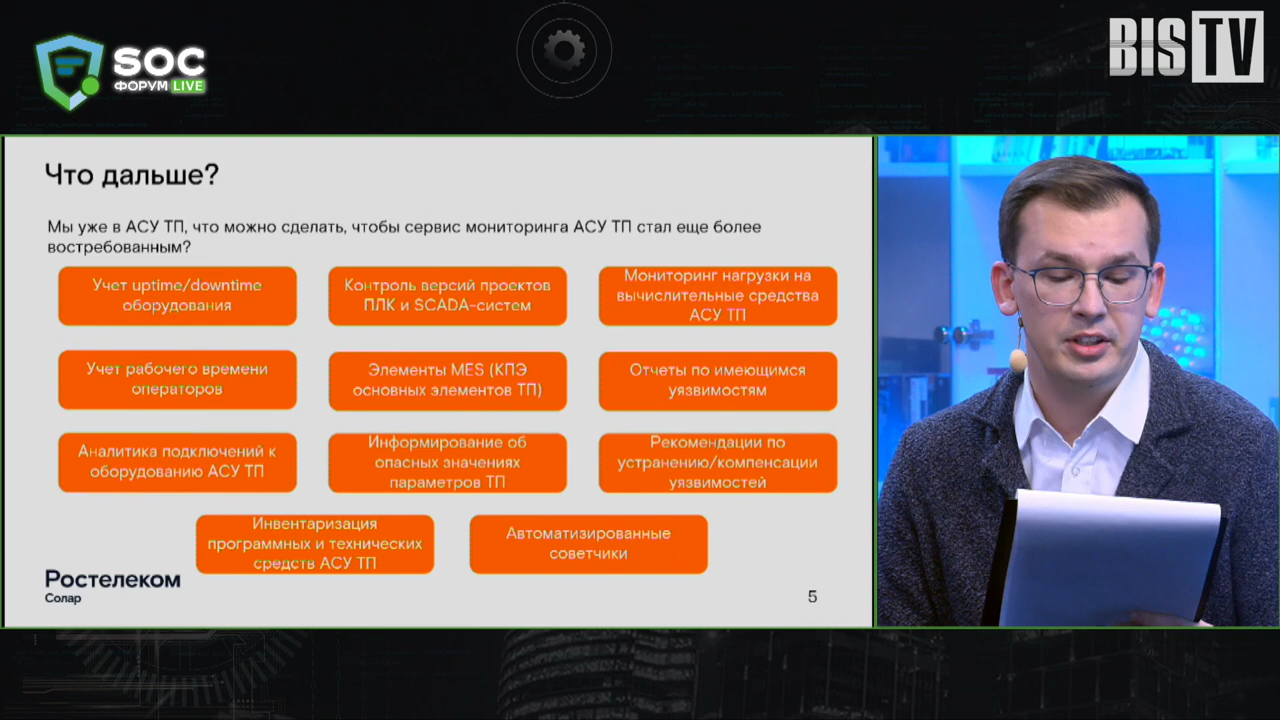 SOC
ФОРУМ LIVE
BIS TV
Что дальше?
Мы уже в АСУ ТП, что можно сделать, чтобы сервис мониторинга АСУ ТП стал еще более
востребованным?
Учет uptime/downtime
оборудования
Контроль версий проектов
ПЛК и SCADA-систем
Мониторинг нагрузки на
вычислительные средства
АСУ ТП
Учет рабочего времени
операторов
Элементы MES (КПЭ
основных элементов ТП)
Отчеты по имеющимся
уязвимостям
Аналитика подключений к
оборудованию АСУ ТП
Информирование об
опасных значениях
параметров ТП
Рекомендации по
устранению/компенсации
уязвимостей
Инвентаризация
программных и технических
средств АСУ ТП
Автоматизированные
советчики
Ростелеком
Солар
5